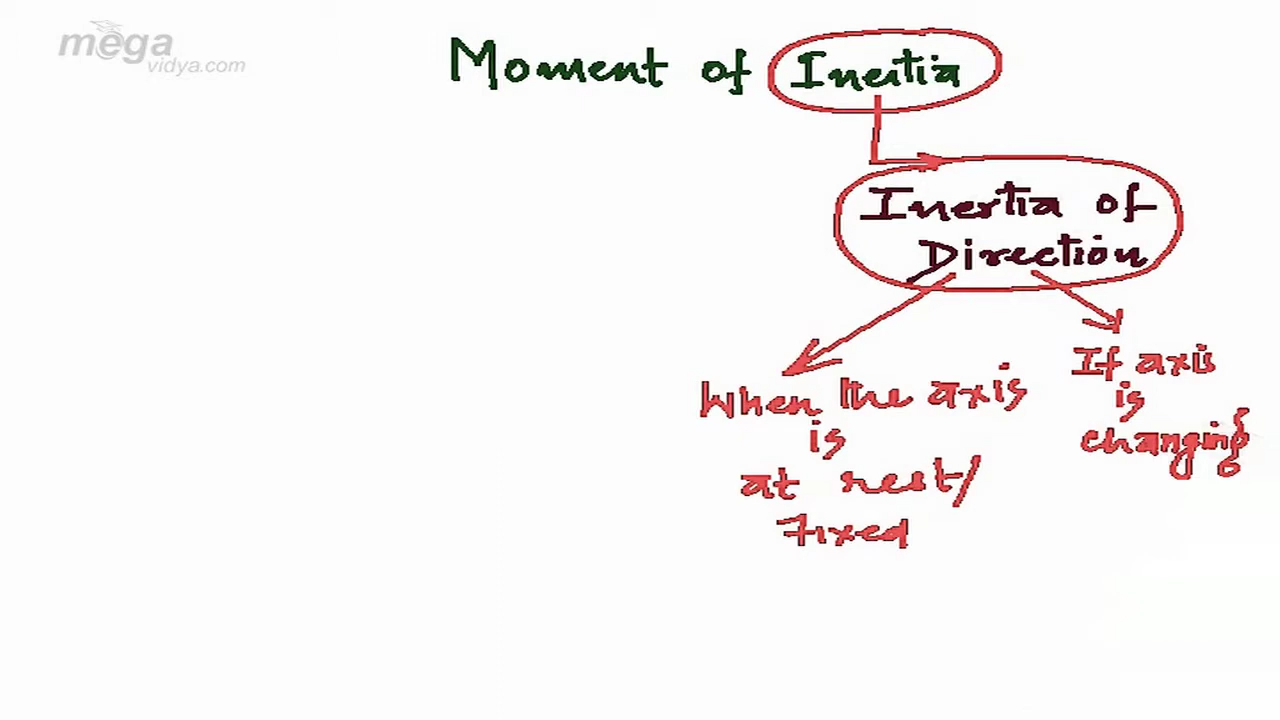 mega
vidya.com
Moment of Inertia
Inertia of
Direction
When the axis
is
at rest/
Fixed
If axis
is
changing